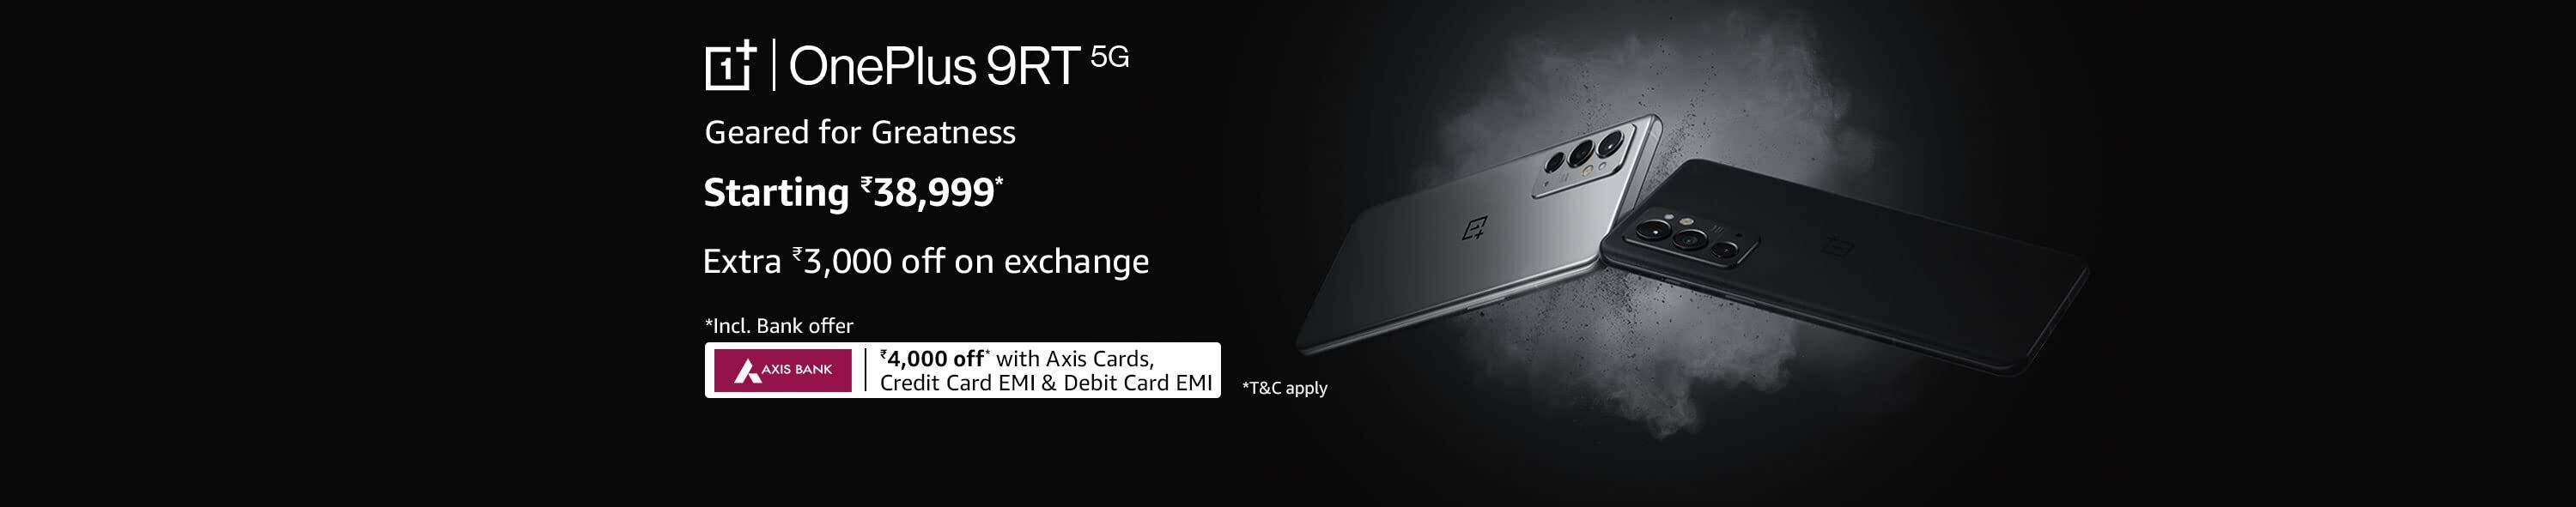 1+ | OnePlus 9RT 5G
Geared for Greatness
Starting ₹38,999*
Extra ₹3,000 off on exchange
*Incl. Bank offer
AXIS BANK
₹4,000 off* with Axis Cards,
Credit Card EMI & Debit Card EMI
*T&C apply